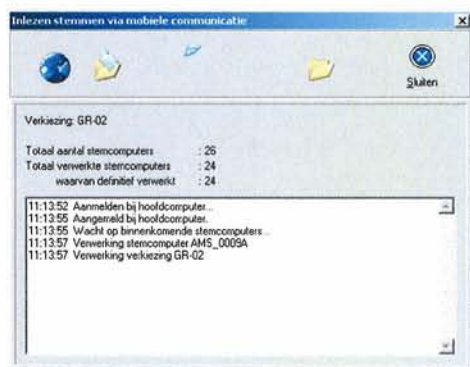 Inlezen stemmen via mobiele communicatie
Sluiten
Verkiezing: GR-02
Totaal aantal stemcomputers : 26
Totaal verwerkte stemcomputers : 24
waarvan definitief verwerkt : 24
11:13:52 Aanmelden bij hoofdcomputer...
11:13:55 Aangemeld bij hoofdcomputer.
11:13:55 Wacht op binnenkomende stemcomputers...
11:13:57 Verwerking stemcomputer AMS_0009A
11:13:57 Verwerking verkiezing GR-02